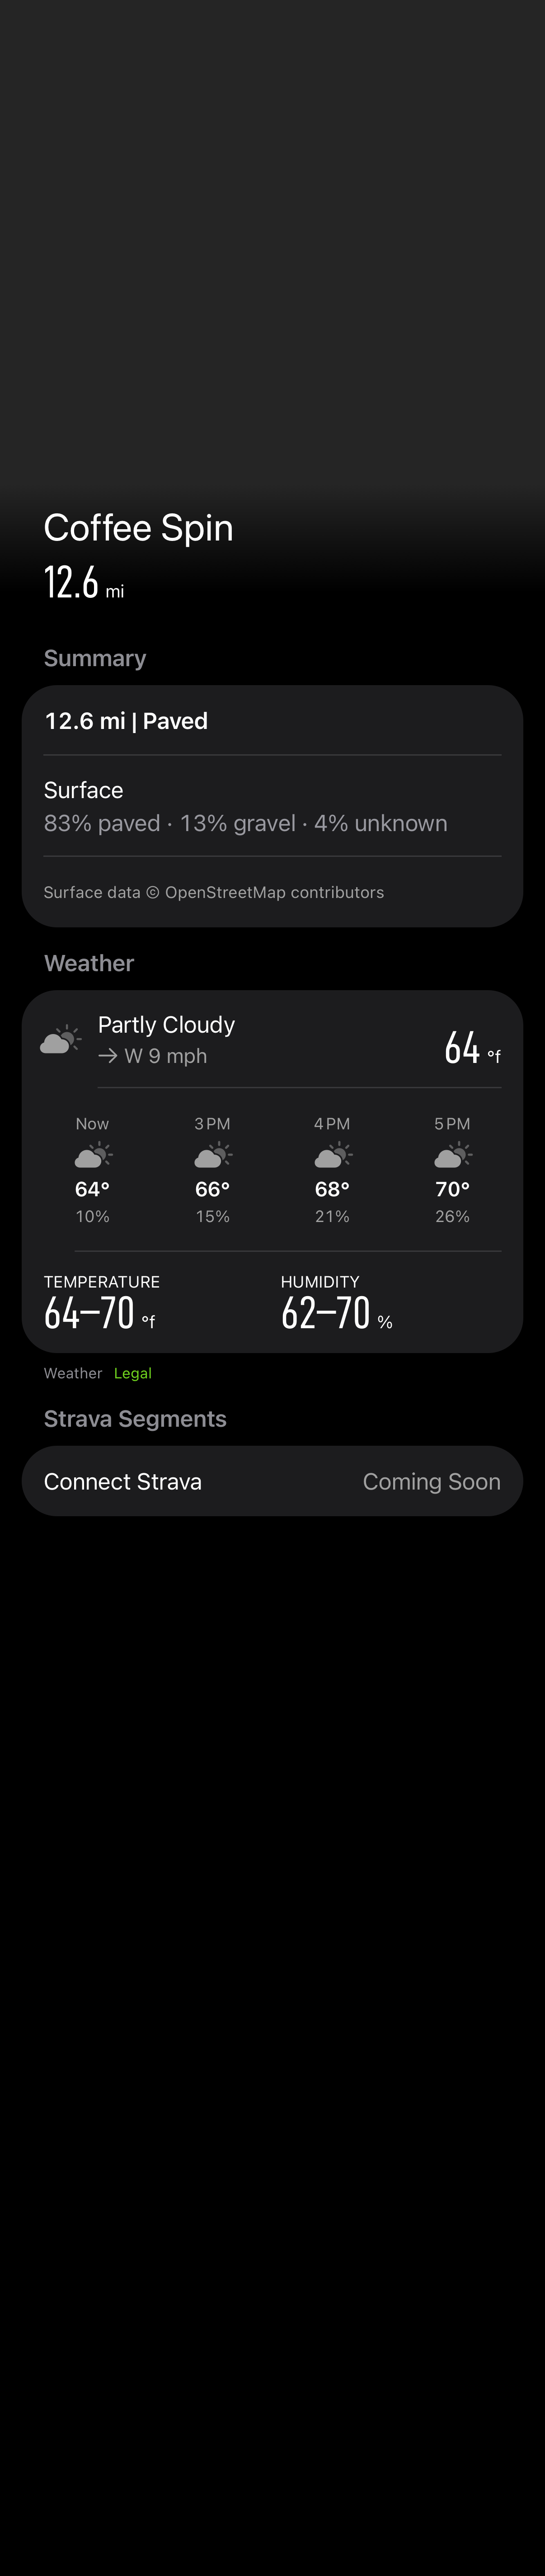 Coffee Spin
12.6 mi
Summary
12.6 mi | Paved
Surface
83% paved · 13% gravel · 4% unknown
Surface data © OpenStreetMap contributors
Weather
Partly Cloudy
→ W 9 mph
64 °f
Now 3 PM 4 PM 5 PM
64° 66° 68° 70°
10% 15% 21% 26%
TEMPERATURE HUMIDITY
64–70 °f 62–70 %
Weather Legal
Strava Segments
Connect Strava Coming Soon